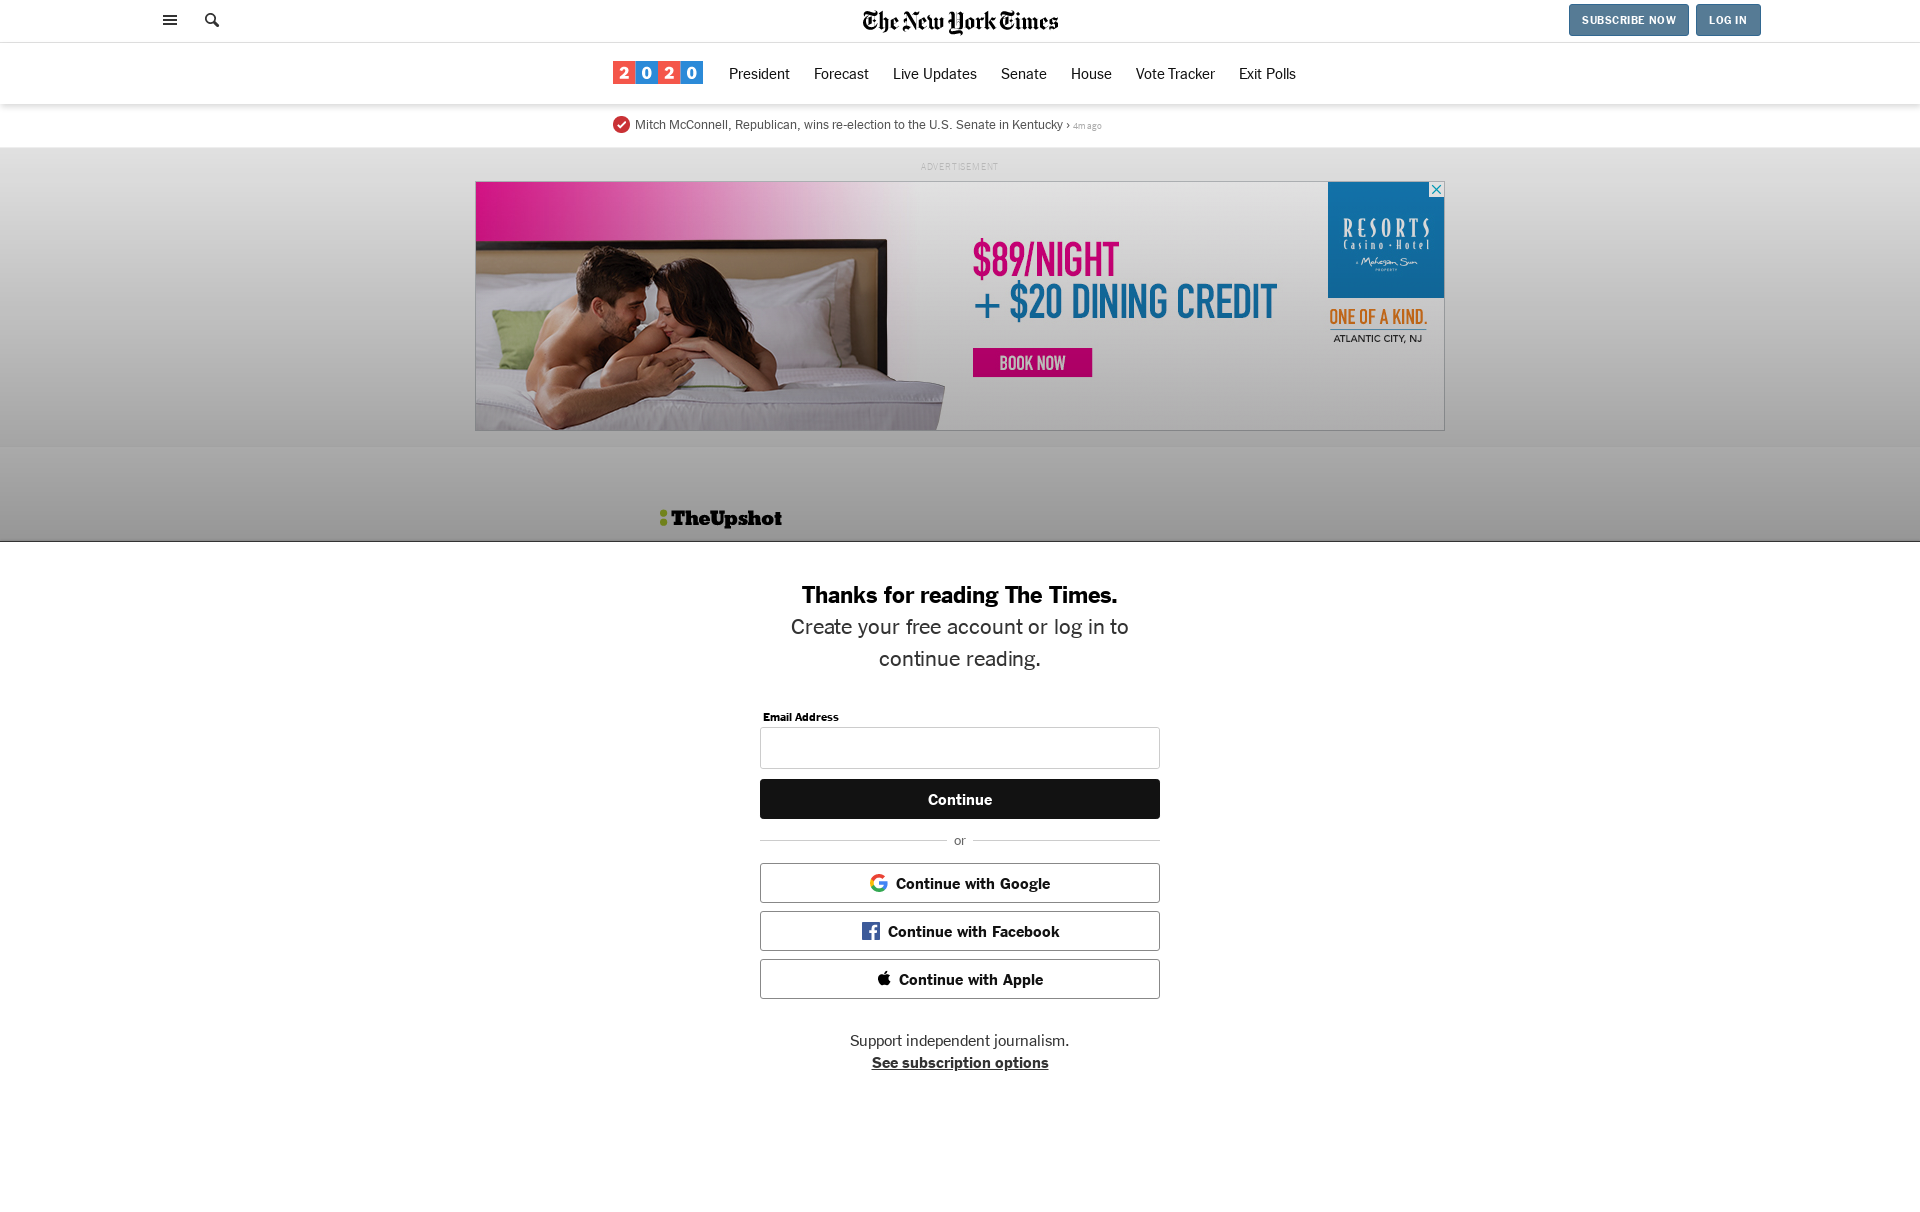 The New York Times
SUBSCRIBE NOW
LOG IN
2020
President
Forecast
Live Updates
Senate
House
Vote Tracker
Exit Polls
Mitch McConnell, Republican, wins re-election to the U.S. Senate in Kentucky › 4m ago
ADVERTISEMENT
$89/NIGHT
+ $20 DINING CREDIT
BOOK NOW
RESORTS
Casino • Hotel
a Mohegan Sun
PROPERTY
ONE OF A KIND.
ATLANTIC CITY, NJ
TheUpshot
Thanks for reading The Times.
Create your free account or log in to
continue reading.
Email Address
Continue
or
Continue with Google
Continue with Facebook
Continue with Apple
Support independent journalism.
See subscription options